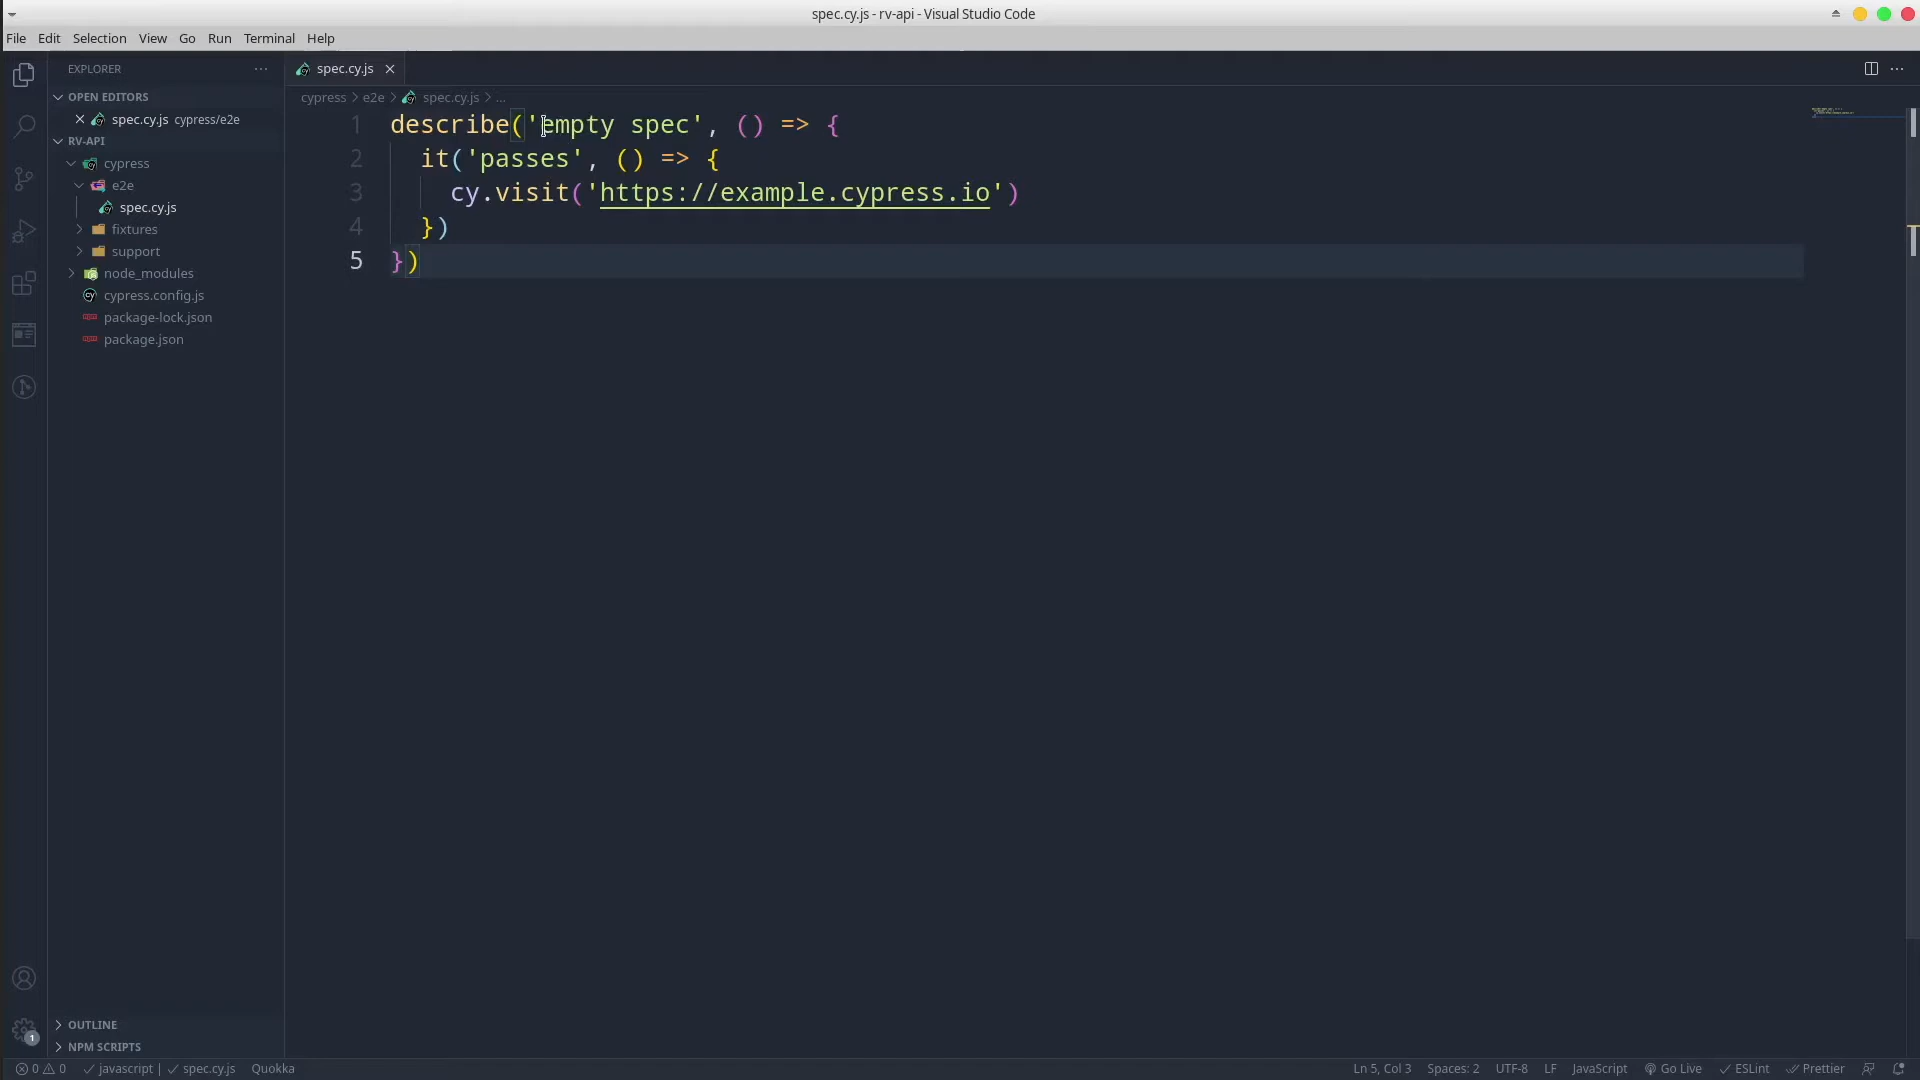 spec.cy.js - rv-api - Visual Studio Code
File Edit Selection View Go Run Terminal Help
EXPLORER
OPEN EDITORS
spec.cy.js cypress/e2e
RV-API
cypress
e2e
spec.cy.js
fixtures
support
node_modules
cypress.config.js
package-lock.json
package.json
OUTLINE
NPM SCRIPTS
spec.cy.js
cypress > e2e > spec.cy.js > ...
1 describe('empty spec', () => {
2 it('passes', () => {
3 cy.visit('https://example.cypress.io')
4 })
5 })
1
0 0 javascript | spec.cy.js Quokka Ln 5, Col 3 Spaces: 2 UTF-8 LF JavaScript Go Live ESLint Prettier